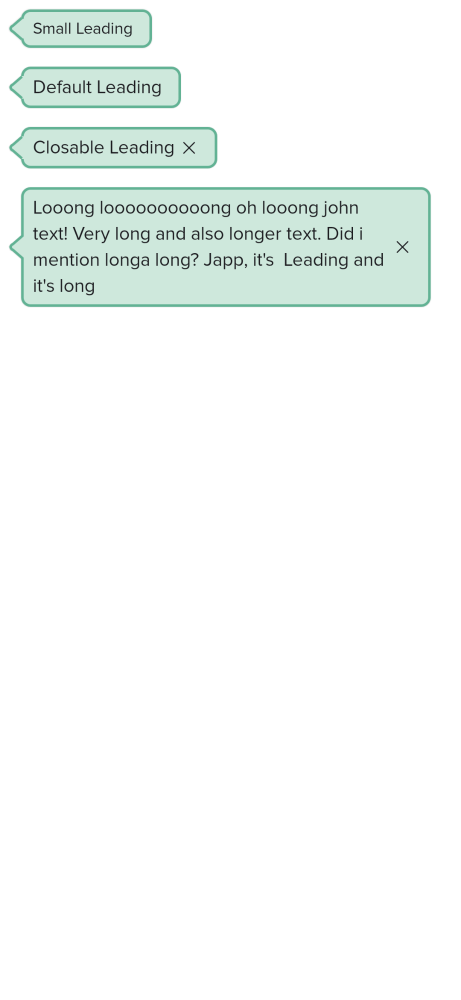 Small Leading
Default Leading
Closable Leading
Looong loooooooooong oh looong john
text! Very long and also longer text. Did i
mention longa long? Japp, it's  Leading and
it's long